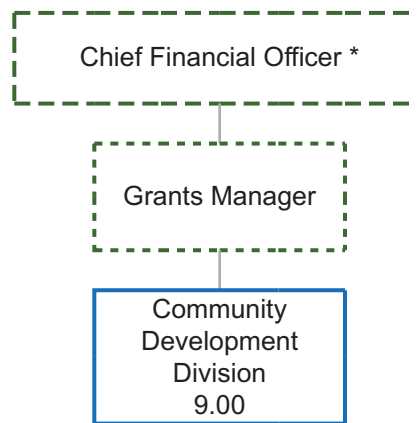 Chief Financial Officer *
Grants Manager
Community
Development
Division
9.00